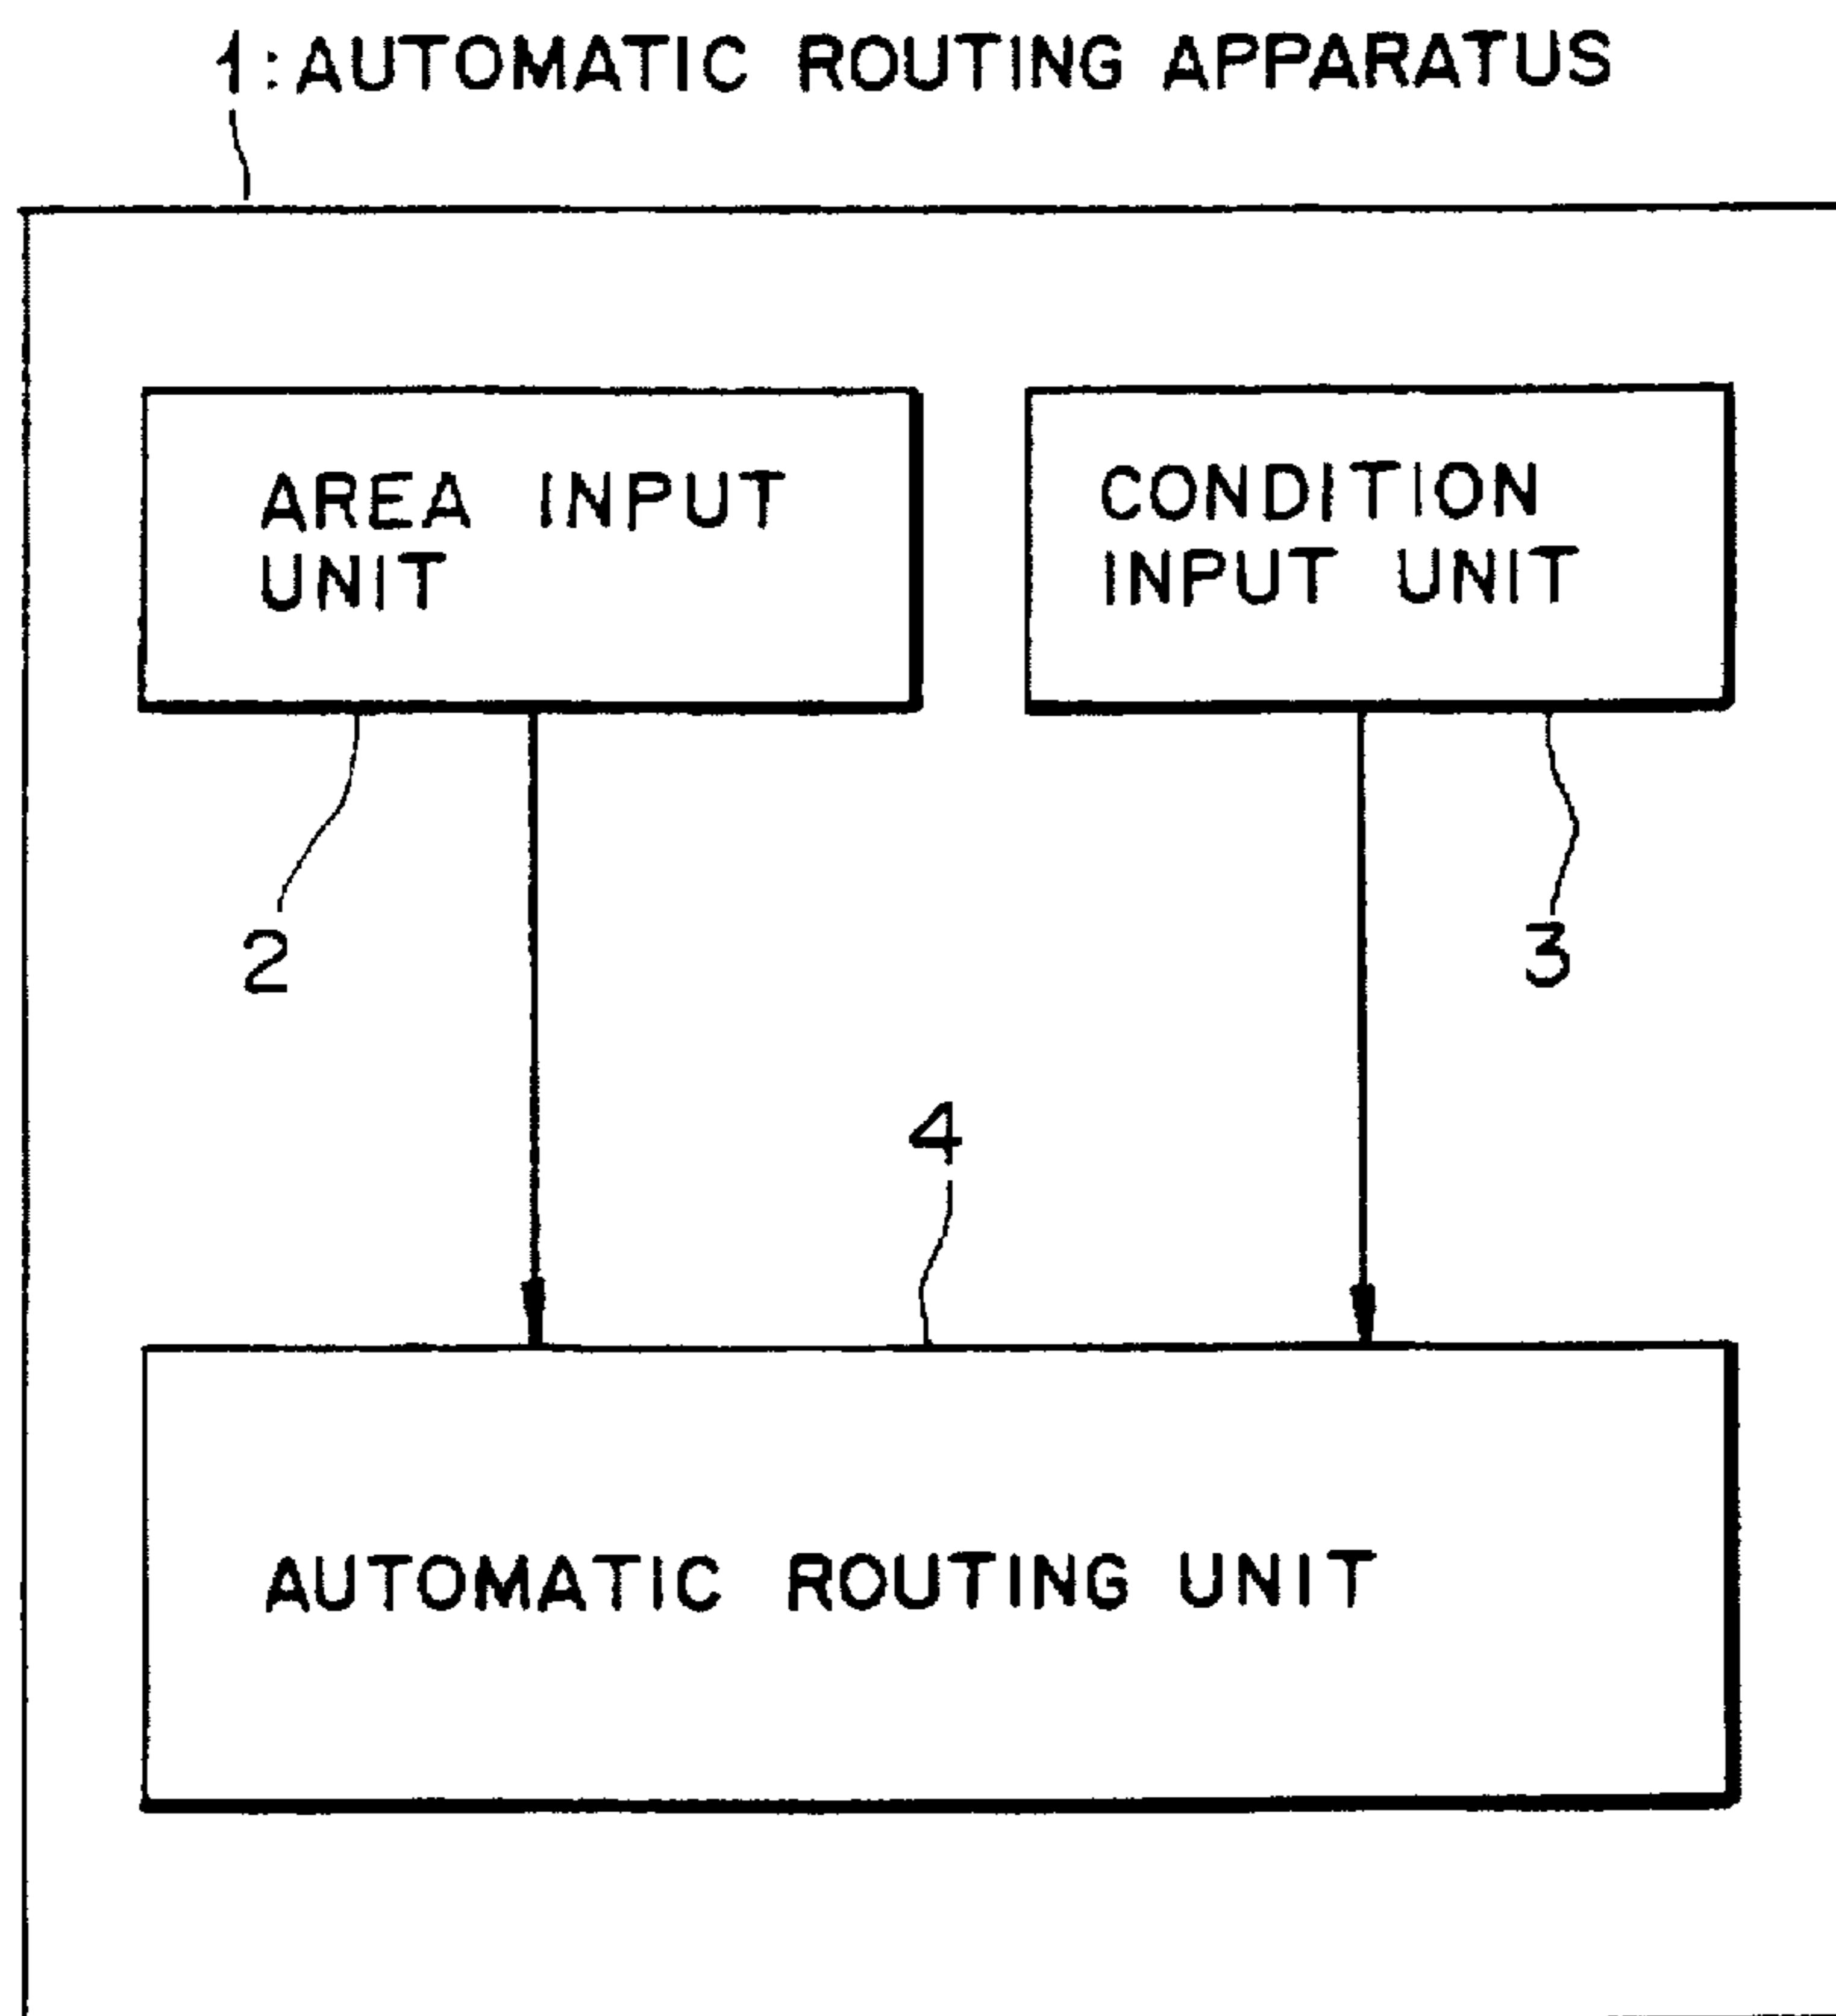 1:AUTOMATIC ROUTING APPARATUS
AREA INPUT
UNIT
CONDITION
INPUT UNIT
2
3
4
AUTOMATIC ROUTING UNIT